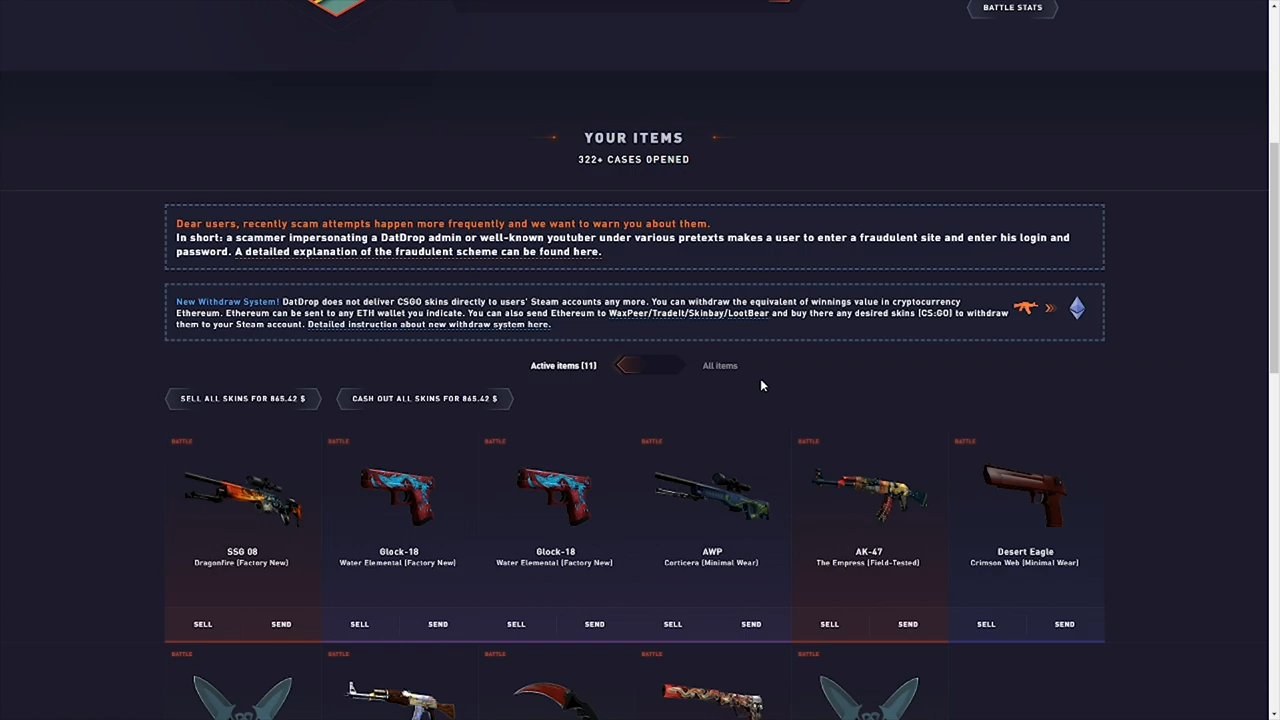 BATTLE STATS
YOUR ITEMS
322+ CASES OPENED
Dear users, recently scam attempts happen more frequently and we want to warn you about them.
In short: a scammer impersonating a DatDrop admin or well-known youtuber under various pretexts makes a user to enter a fraudulent site and enter his login and
password. A detailed explanation of the fraudulent scheme can be found here.
New Withdraw System! DatDrop does not deliver CSGO skins directly to users' Steam accounts any more. You can withdraw the equivalent of winnings value in cryptocurrency
Ethereum. Ethereum can be sent to any ETH wallet you indicate. You can also send Ethereum to WaxPeer/TradeIt/Skinbay/LootBear and buy there any desired skins (CS:GO) to withdraw
them to your Steam account. Detailed instruction about new withdraw system here.
Active items (11) All items
SELL ALL SKINS FOR 865.42 $ CASH OUT ALL SKINS FOR 865.42 $
BATTLE BATTLE BATTLE BATTLE BATTLE BATTLE
SSG 08 Glock-18 Glock-18 AWP AK-47 Desert Eagle
Dragonfire (Factory New) Water Elemental (Factory New) Water Elemental (Factory New) Corticera (Minimal Wear) The Empress (Field-Tested) Crimson Web (Minimal Wear)
SELL SEND SELL SEND SELL SEND SELL SEND SELL SEND SELL SEND
BATTLE BATTLE BATTLE BATTLE BATTLE